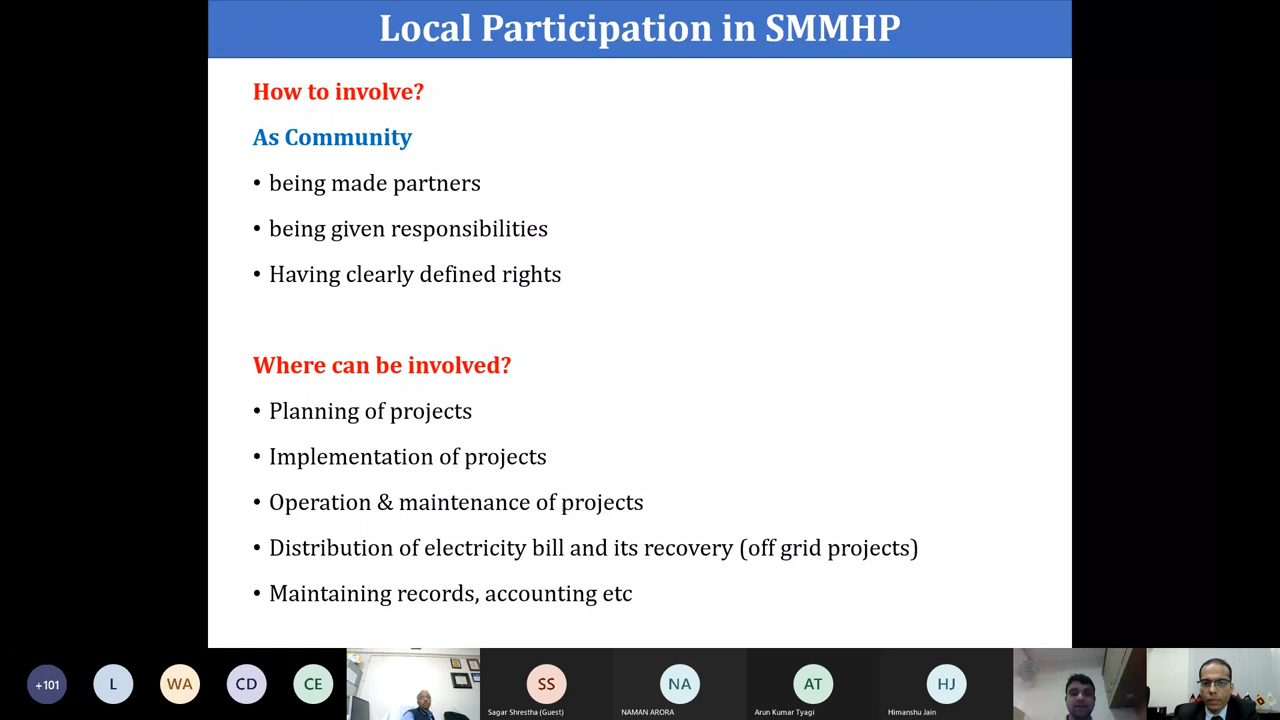 Local Participation in SMMHP
How to involve?
As Community
• being made partners
• being given responsibilities
• Having clearly defined rights
Where can be involved?
• Planning of projects
• Implementation of projects
• Operation & maintenance of projects
• Distribution of electricity bill and its recovery (off grid projects)
• Maintaining records, accounting etc
+101
L
WA
CD
CE
SS
NA
AT
HJ
Sagar Shrestha (Guest)
NAMAN ARORA
Arun Kumar Tyagi
Himanshu Jain